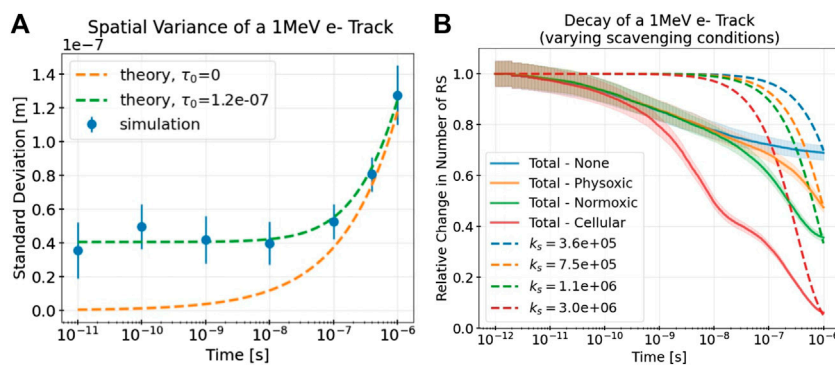 A
Spatial Variance of a 1MeV e- Track
1e-7
1.4
1.2
1.0
0.8
0.6
0.4
0.2
0.0
Standard Deviation [m]
theory, τ₀=0
theory, τ₀=1.2e-07
simulation
10⁻¹¹ 10⁻¹⁰ 10⁻⁹ 10⁻⁸ 10⁻⁷ 10⁻⁶
Time [s]
B
Decay of a 1MeV e- Track
(varying scavenging conditions)
Relative Change in Number of RS
1.0
0.8
0.6
0.4
0.2
0.0
Total - None
Total - Physoxic
Total - Normoxic
Total - Cellular
kₛ = 3.6e+05
kₛ = 7.5e+05
kₛ = 1.1e+06
kₛ = 3.0e+06
10⁻¹² 10⁻¹¹ 10⁻¹⁰ 10⁻⁹ 10⁻⁸ 10⁻⁷ 10⁻⁶
Time [s]